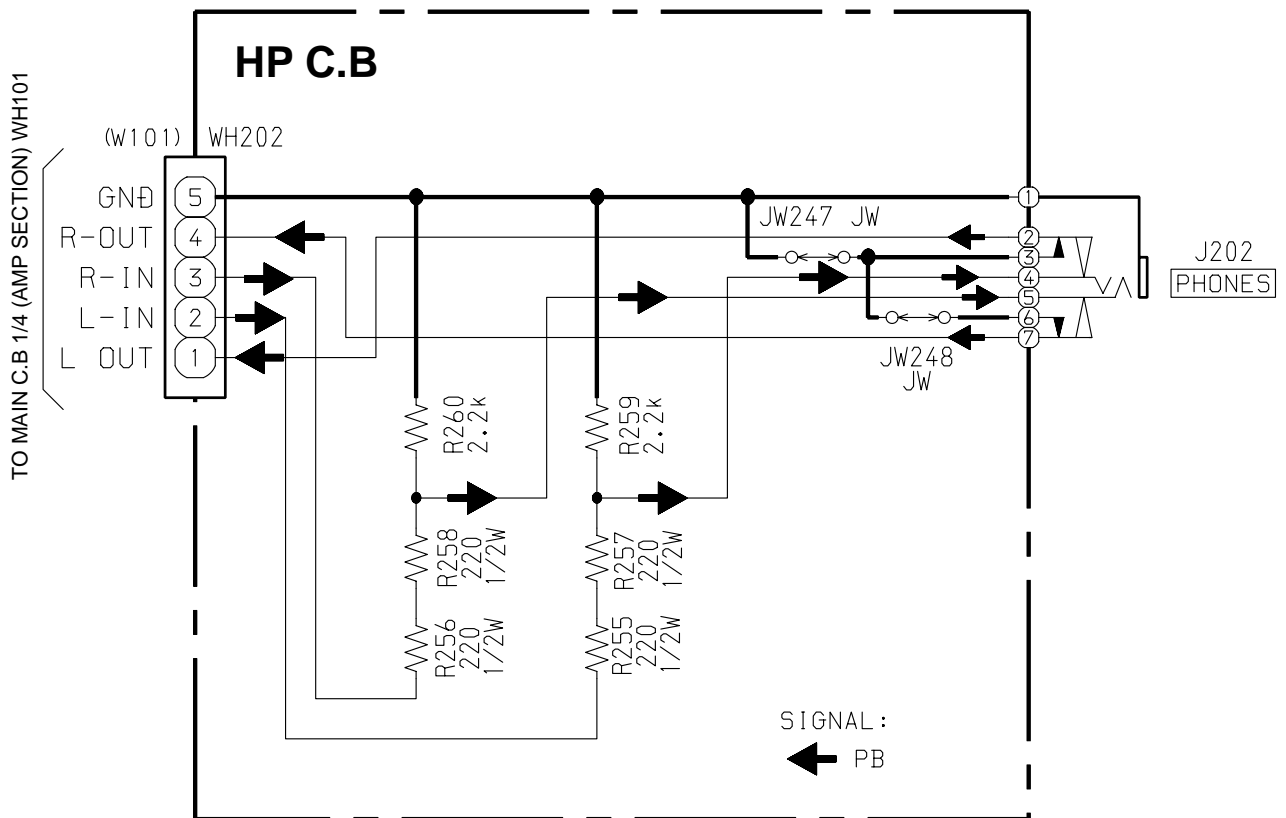 HP C.B
TO MAIN C.B 1/4 (AMP SECTION) WH101
(W101) WH202
GND 5
R-OUT 4
R-IN 3
L-IN 2
L OUT 1
JW247 JW
1
2
3
4
5
6
7
J202
PHONES
JW248
JW
R260
2.2k
R259
2.2k
R258
220
1/2W
R257
220
1/2W
R256
220
1/2W
R255
220
1/2W
SIGNAL:
PB